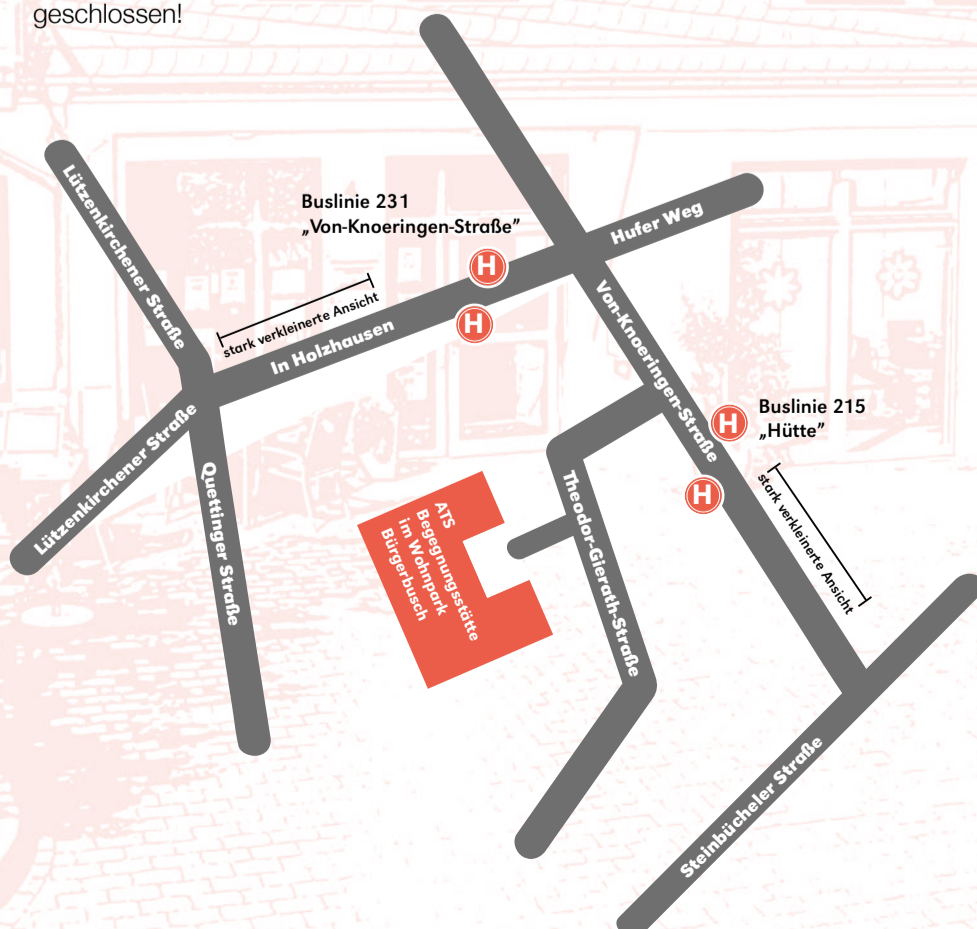 geschlossen!
Buslinie 231
„Von-Knoeringen-Straße”
Lützenkirchener Straße
Hufer Weg
H
H
stark verkleinerte Ansicht
In Holzhausen
Von-Knoeringen-Straße
Buslinie 215
„Hütte”
H
H
stark verkleinerte Ansicht
Lützenkirchener Straße
Quettinger Straße
ATS
Begegnungsstätte
im Wohnpark
Bürgerbusch
Theodor-Gierath-Straße
Steinbücheler Straße